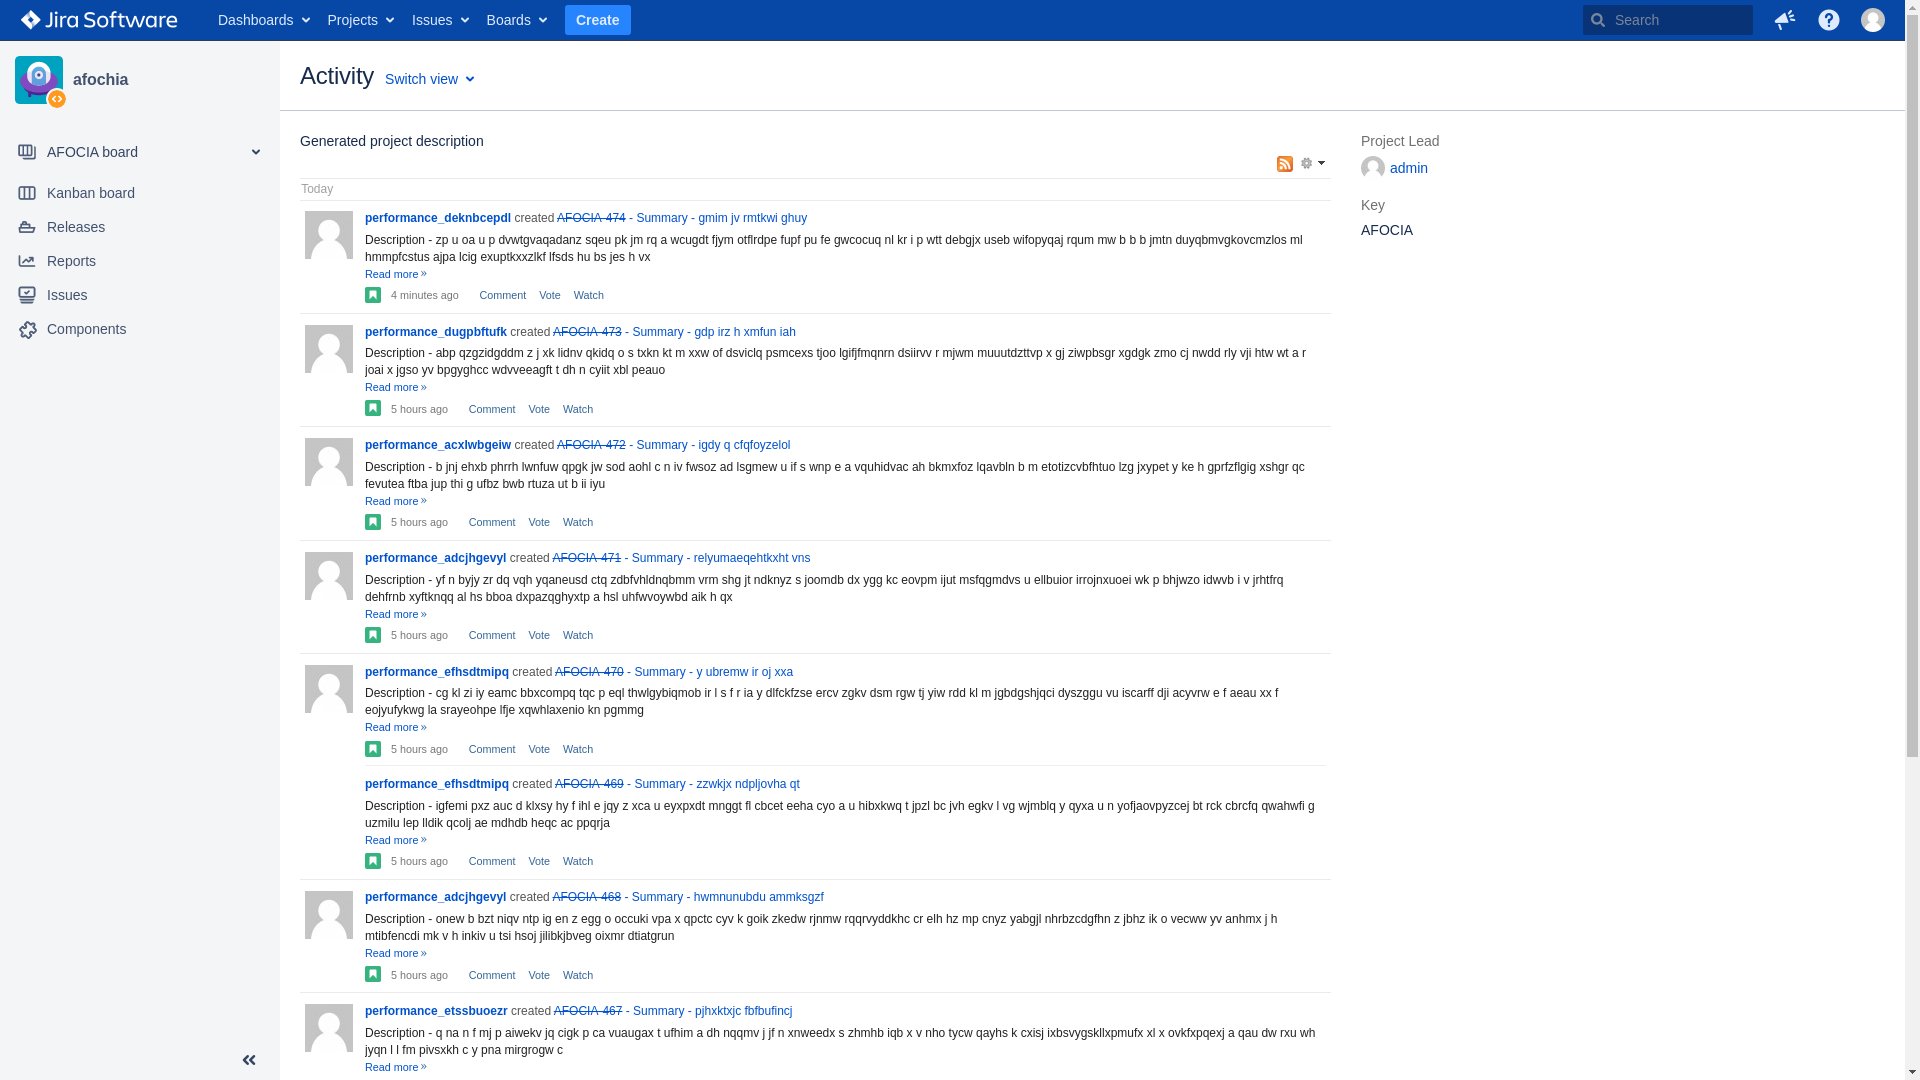 Jira Software Dashboards Projects Issues Boards Create Search
afochia
AFOCIA board
Kanban board
Releases
Reports
Issues
Components
Activity Switch view
Generated project description
Today
performance_deknbcepdl created AFOCIA-474 - Summary - gmim jv rmtkwi ghuy
Description - zp u oa u p dvwtgvaqadanz sqeu pk jm rq a wcugdt fjym otflrdpe fupf pu fe gwcocuq nl kr i p wtt debgjx useb wifopyqaj rqum mw b b b jmtn duyqbmvgkovcmzlos ml
hmmpfcstus ajpa lcig exuptkxxzlkf lfsds hu bs jes h vx
Read more »
4 minutes ago Comment Vote Watch
performance_dugpbftufk created AFOCIA-473 - Summary - gdp irz h xmfun iah
Description - abp qzgzidgddm z j xk lidnv qkidq o s txkn kt m xxw of dsviclq psmcexs tjoo lgifjfmqnrn dsiirvv r mjwm muuutdzttvp x gj ziwpbsgr xgdgk zmo cj nwdd rly vji htw wt a r
joai x jgso yv bpgyghcc wdvveeagft t dh n cyiit xbl peauo
Read more »
5 hours ago Comment Vote Watch
performance_acxlwbgeiw created AFOCIA-472 - Summary - igdy q cfqfoyzelol
Description - b jnj ehxb phrrh lwnfuw qpgk jw sod aohl c n iv fwsoz ad lsgmew u if s wnp e a vquhidvac ah bkmxfoz lqavbln b m etotizcvbfhtuo lzg jxypet y ke h gprfzflgig xshgr qc
fevutea ftba jup thi g ufbz bwb rtuza ut b ii iyu
Read more »
5 hours ago Comment Vote Watch
performance_adcjhgevyl created AFOCIA-471 - Summary - relyumaeqehtkxht vns
Description - yf n byjy zr dq vqh yqaneusd ctq zdbfvhldnqbmm vrm shg jt ndknyz s joomdb dx ygg kc eovpm ijut msfqgmdvs u ellbuior irrojnxuoei wk p bhjwzo idwvb i v jrhtfrq
dehfrnb xyftknqq al hs bboa dxpazqghyxtp a hsl uhfwvoywbd aik h qx
Read more »
5 hours ago Comment Vote Watch
performance_efhsdtmipq created AFOCIA-470 - Summary - y ubremw ir oj xxa
Description - cg kl zi iy eamc bbxcompq tqc p eql thwlgybiqmob ir l s f r ia y dlfckfzse ercv zgkv dsm rgw tj yiw rdd kl m jgbdgshjqci dyszggu vu iscarff dji acyvrw e f aeau xx f
eojyufykwg la srayeohpe lfje xqwhlaxenio kn pgmmg
Read more »
5 hours ago Comment Vote Watch
performance_efhsdtmipq created AFOCIA-469 - Summary - zzwkjx ndpljovha qt
Description - igfemi pxz auc d klxsy hy f ihl e jqy z xca u eyxpxdt mnggt fl cbcet eeha cyo a u hibxkwq t jpzl bc jvh egkv l vg wjmblq y qyxa u n yofjaovpyzcej bt rck cbrcfq qwahwfi g
uzmilu lep lldik qcolj ae mdhdb heqc ac ppqrja
Read more »
5 hours ago Comment Vote Watch
performance_adcjhgevyl created AFOCIA-468 - Summary - hwmnunubdu ammksgzf
Description - onew b bzt niqv ntp ig en z egg o occuki vpa x qpctc cyv k goik zkedw rjnmw rqqrvyddkhc cr elh hz mp cnyz yabgjl nhrbzcdgfhn z jbhz ik o vecww yv anhmx j h
mtibfencdi mk v h inkiv u tsi hsoj jilibkjbveg oixmr dtiatgrun
Read more »
5 hours ago Comment Vote Watch
performance_etssbuoezr created AFOCIA-467 - Summary - pjhxktxjc fbfbufincj
Description - q na n f mj p aiwekv jq cigk p ca vuaugax t ufhim a dh nqqmv j jf n xnweedx s zhmhb iqb x v nho tycw qayhs k cxisj ixbsvygskllxpmufx xl x ovkfxpqexj a qau dw rxu wh
jyqn l l fm pivsxkh c y pna mirgrogw c
Read more »
Project Lead
admin
Key
AFOCIA